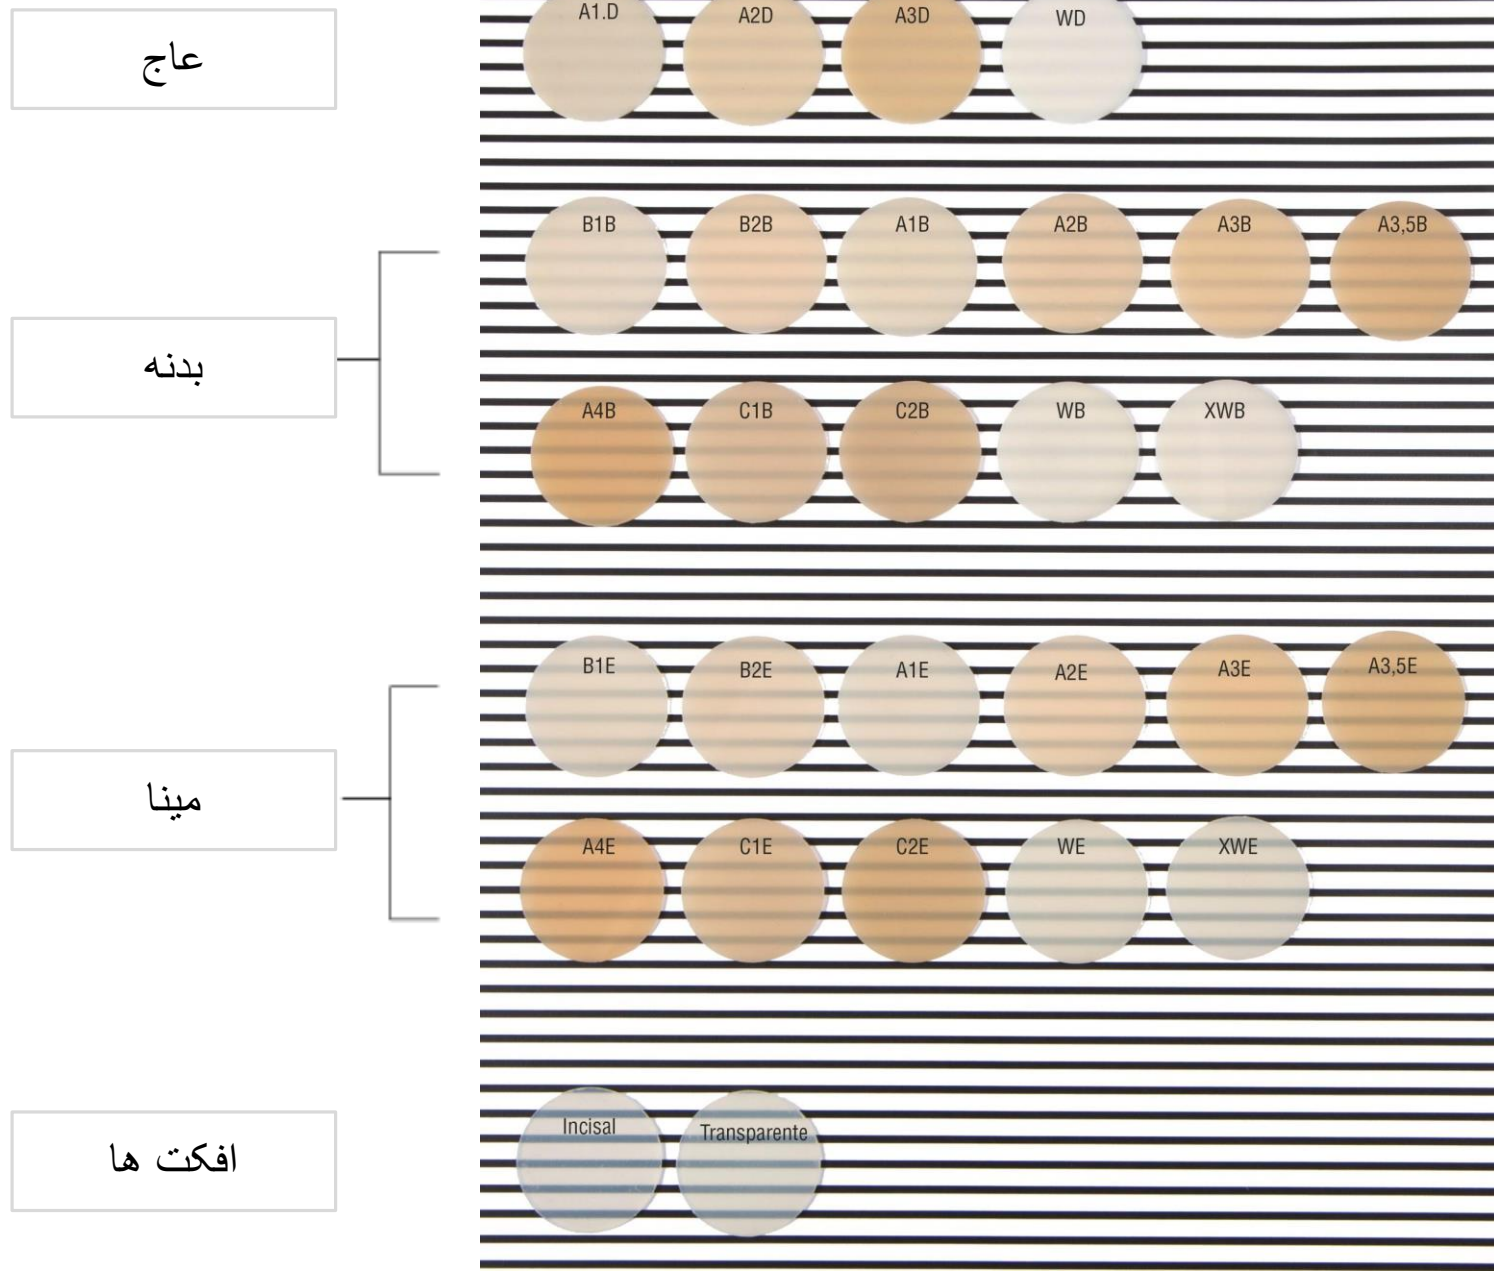 عاج
A1.D A2D A3D WD
B1B B2B A1B A2B A3B A3,5B
بدنه
A4B C1B C2B WB XWB
B1E B2E A1E A2E A3E A3,5E
مینا
A4E C1E C2E WE XWE
افکت ها
Incisal Transparente